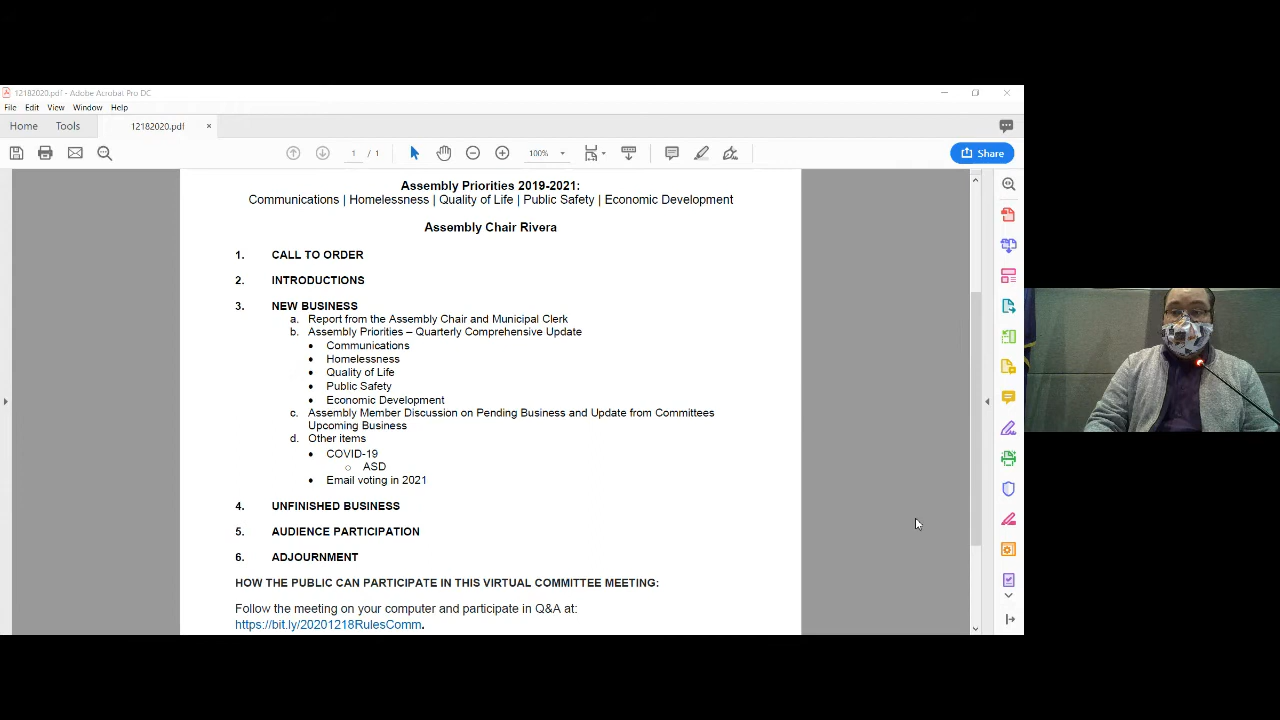 12182020.pdf - Adobe Acrobat Pro DC
File Edit View Window Help
Home Tools 12182020.pdf ×
1 / 1 100% Share
Assembly Priorities 2019-2021:
Communications | Homelessness | Quality of Life | Public Safety | Economic Development
Assembly Chair Rivera
1. CALL TO ORDER
2. INTRODUCTIONS
3. NEW BUSINESS
a. Report from the Assembly Chair and Municipal Clerk
b. Assembly Priorities – Quarterly Comprehensive Update
• Communications
• Homelessness
• Quality of Life
• Public Safety
• Economic Development
c. Assembly Member Discussion on Pending Business and Update from Committees
Upcoming Business
d. Other items
• COVID-19
○ ASD
• Email voting in 2021
4. UNFINISHED BUSINESS
5. AUDIENCE PARTICIPATION
6. ADJOURNMENT
HOW THE PUBLIC CAN PARTICIPATE IN THIS VIRTUAL COMMITTEE MEETING:
Follow the meeting on your computer and participate in Q&A at:
https://bit.ly/20201218RulesComm.